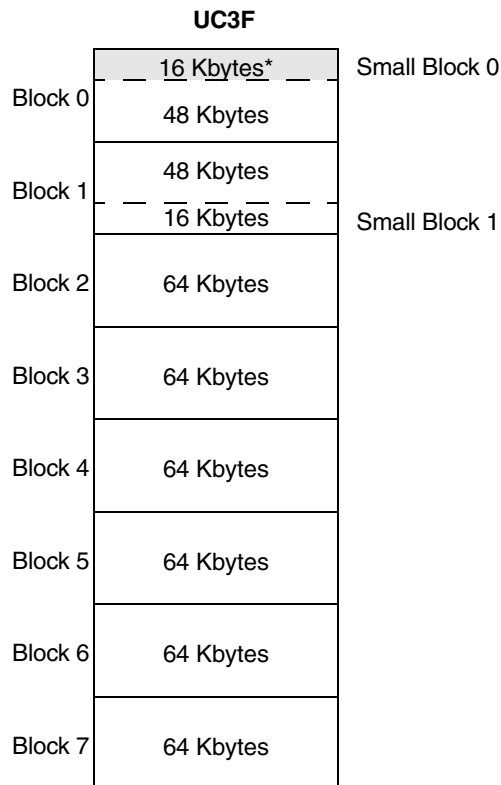 UC3F
16 Kbytes*
Small Block 0
Block 0
48 Kbytes
48 Kbytes
Block 1
16 Kbytes
Small Block 1
Block 2
64 Kbytes
Block 3
64 Kbytes
Block 4
64 Kbytes
Block 5
64 Kbytes
Block 6
64 Kbytes
Block 7
64 Kbytes